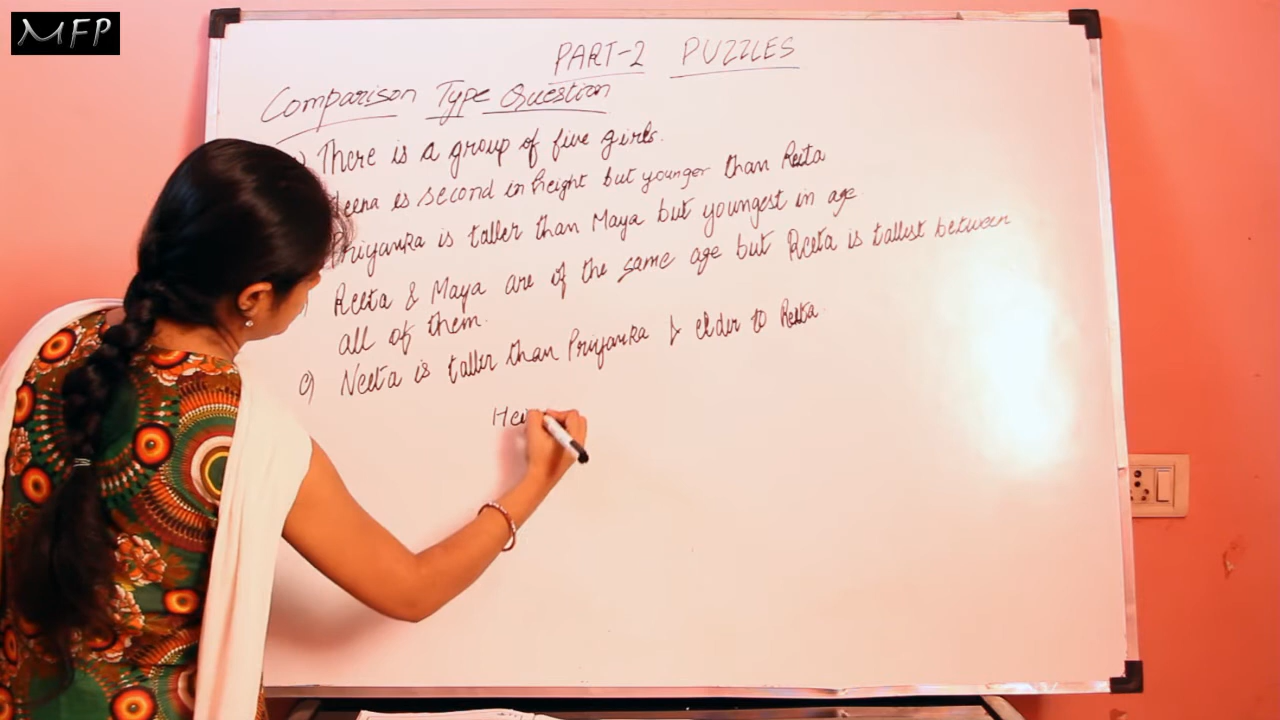 MFP
PART-2 PUZZLES
Comparison Type Question
There is a group of five girls.
is second in height but younger than Reeta
Priyanka is taller than Maya but youngest in age
Reeta & Maya are of the same age but Reeta is tallest between
all of them.
e) Neeta is taller than Priyanka & elder to Reeta.
Hei